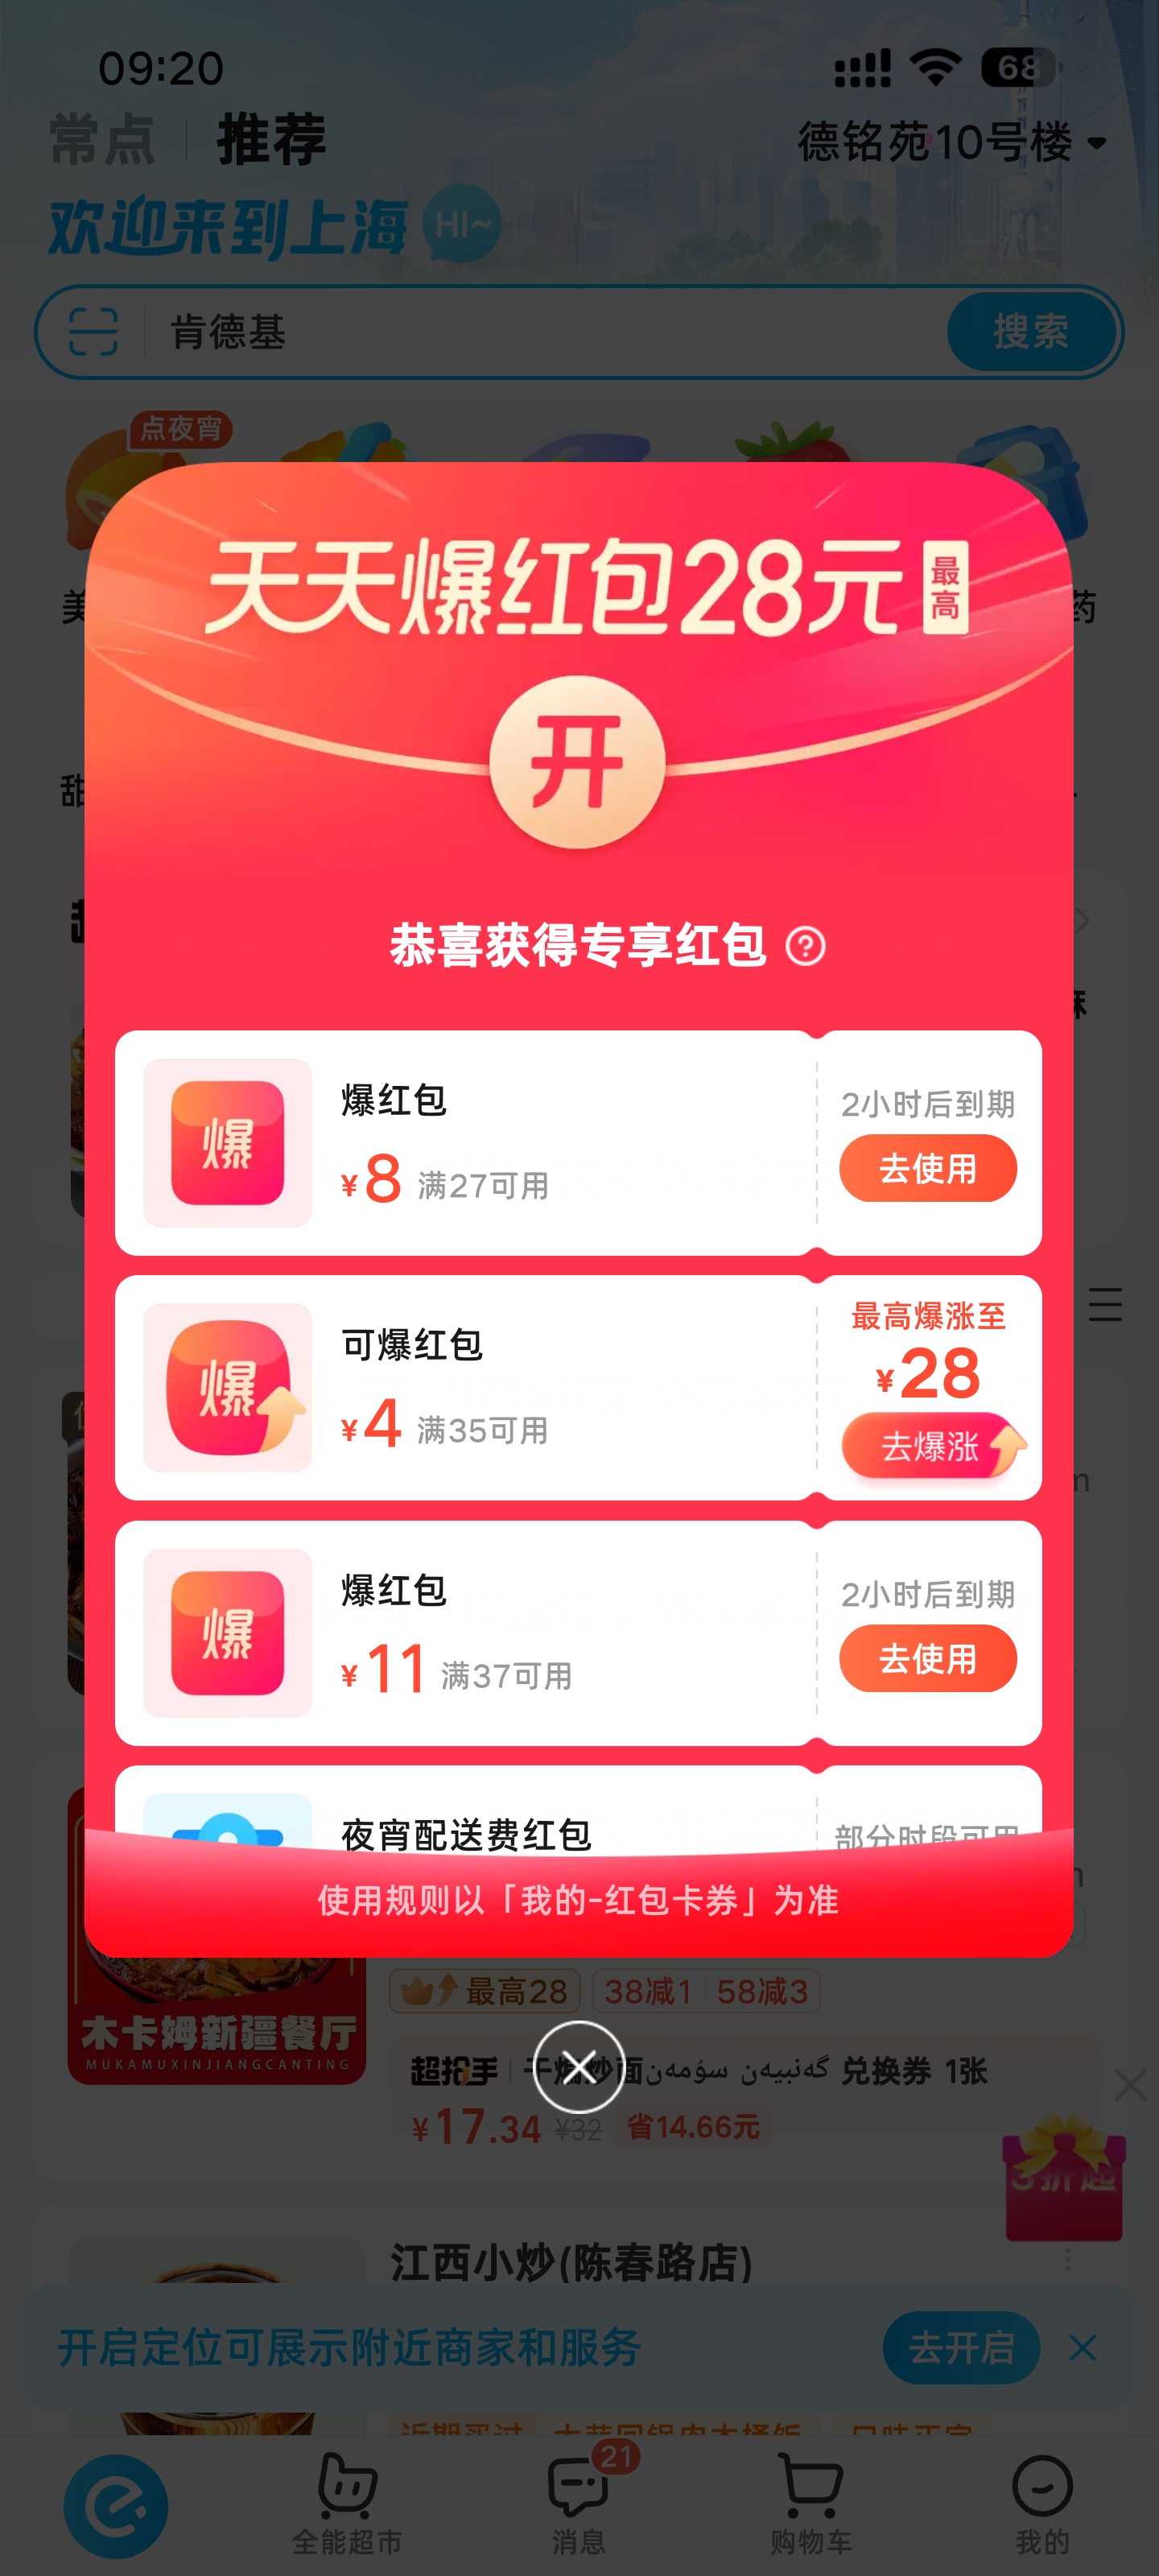 09:20
68
常点 推荐
德铭苑10号楼
欢迎来到上海 HI~
肯德基
搜索
点夜宵
天天爆红包28元 最高
开
恭喜获得专享红包 ?
爆
爆红包
¥8 满27可用
2小时后到期
去使用
爆
可爆红包
¥4 满35可用
最高爆涨至
¥28
去爆涨
爆
爆红包
¥11 满37可用
2小时后到期
去使用
夜宵配送费红包
部分时段可用
使用规则以「我的-红包卡券」为准
最高28 38减1 58减3
木卡姆新疆餐厅
MUKAMUXINJIANGCANTING
兑换券 1张
¥17.34 ¥32 省14.66元
江西小炒(陈春路店)
开启定位可展示附近商家和服务
去开启
21
全能超市
消息
购物车
我的